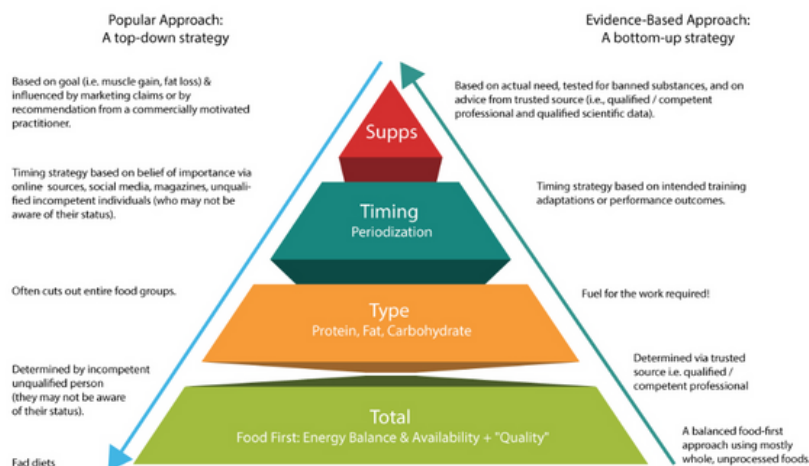 Popular Approach:
A top-down strategy
Evidence-Based Approach:
A bottom-up strategy
Based on goal (i.e. muscle gain, fat loss) &
influenced by marketing claims or by
recommendation from a commercially motivated
practitioner.
Based on actual need, tested for banned substances, and on
advice from trusted source (i.e., qualified / competent
professional and qualified scientific data).
Supps
Timing strategy based on belief of importance via
online sources, social media, magazines, unquali-
fied incompetent individuals (who may not be
aware of their status).
Timing
Periodization
Timing strategy based on intended training
adaptations or performance outcomes.
Often cuts out entire food groups.
Type
Protein, Fat, Carbohydrate
Fuel for the work required!
Determined by incompetent
unqualified person
(they may not be aware
of their status).
Determined via trusted
source i.e. qualified /
competent professional
Total
Food First: Energy Balance & Availability + "Quality"
Fad diets
A balanced food-first
approach using mostly
whole, unprocessed foods